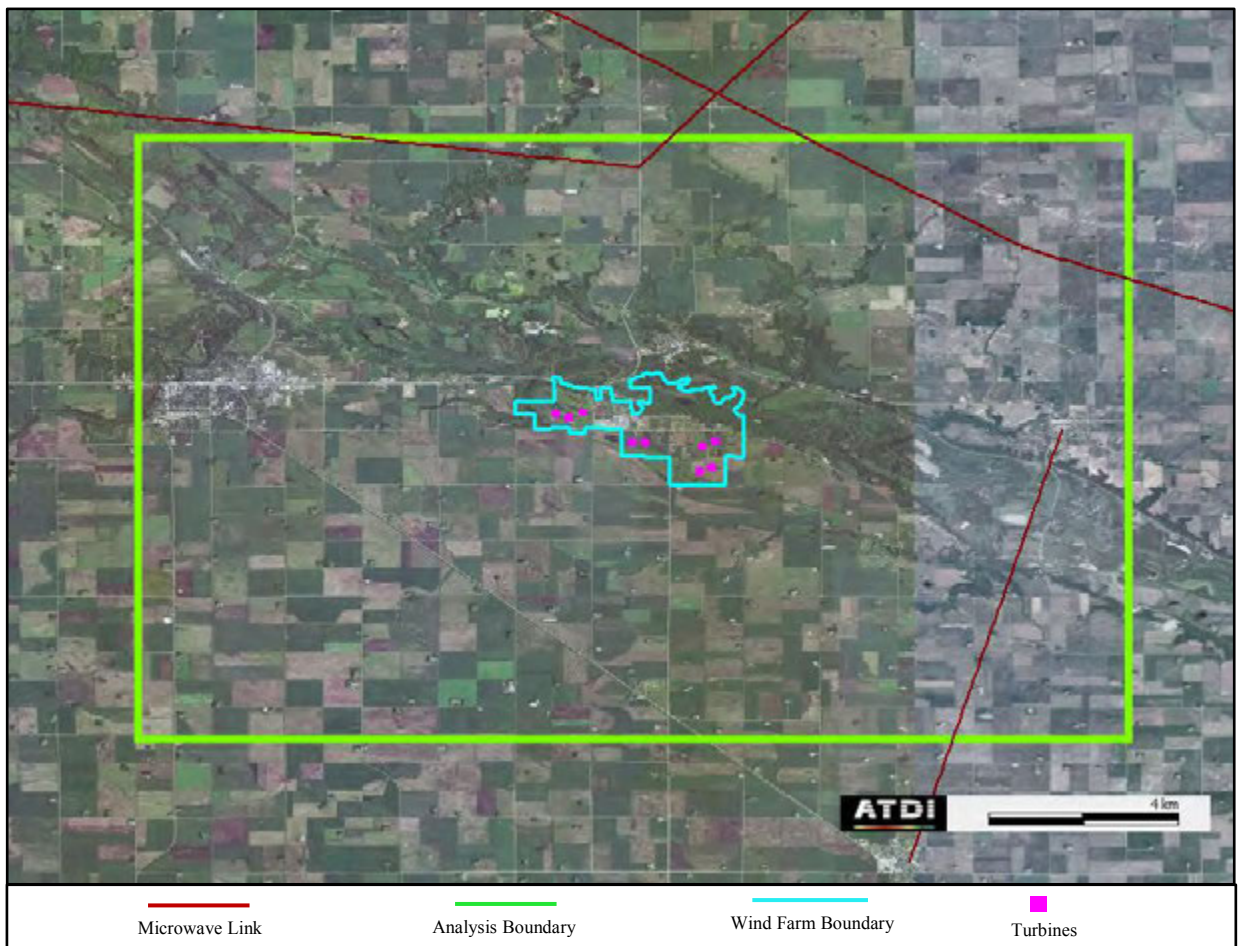 ATDI
4 km
Microwave Link
Analysis Boundary
Wind Farm Boundary
Turbines